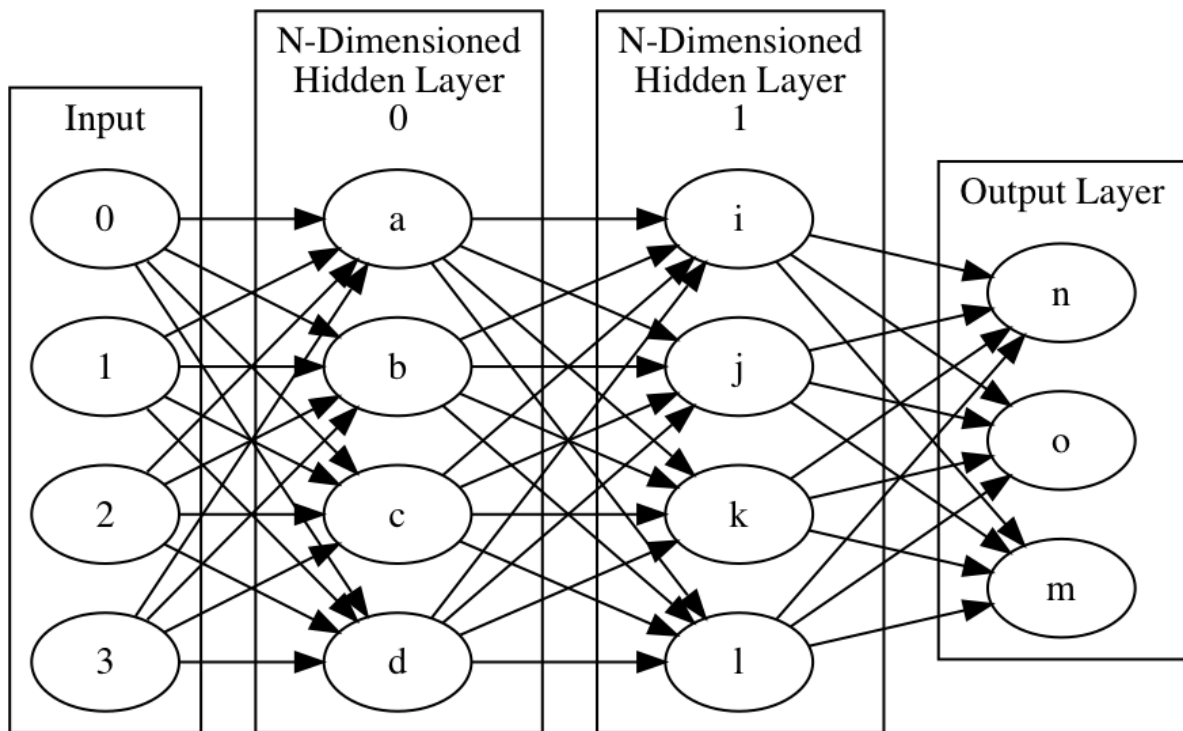 Input
0
1
2
3
N-Dimensioned
Hidden Layer
0
a
b
c
d
N-Dimensioned
Hidden Layer
1
i
j
k
l
Output Layer
n
o
m